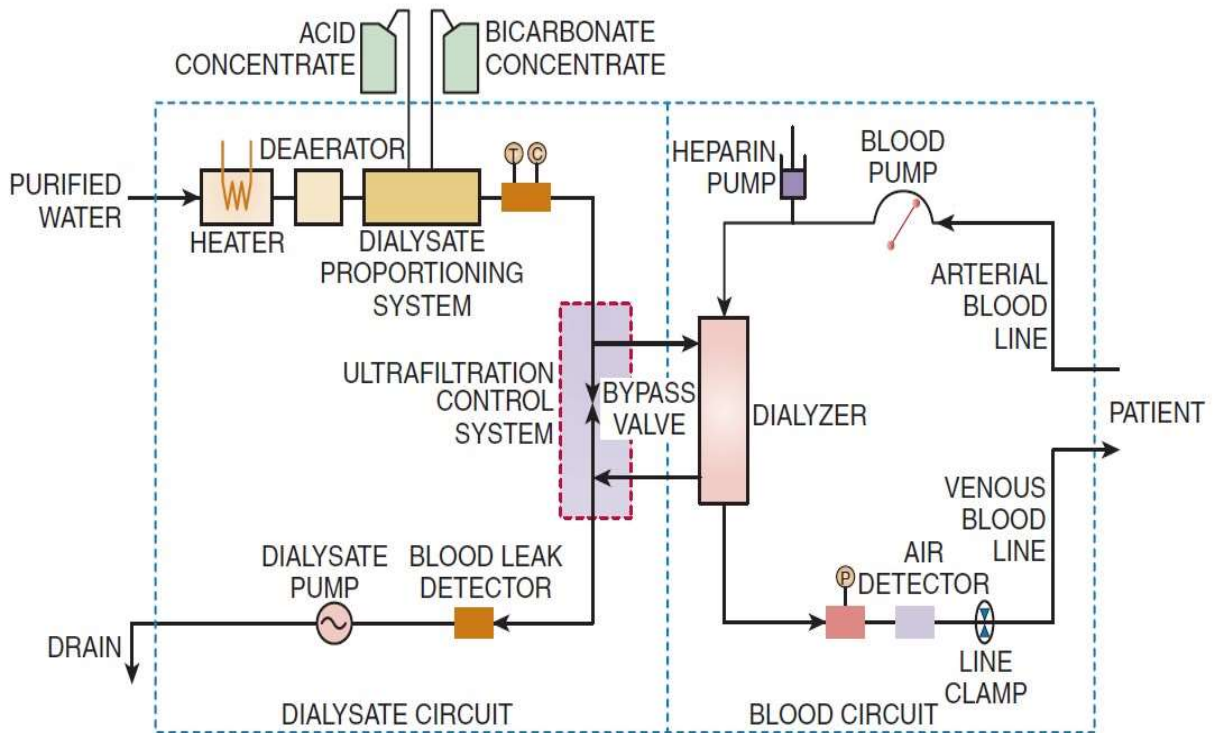 ACID
CONCENTRATE
BICARBONATE
CONCENTRATE
DEAERATOR
T
C
HEPARIN
PUMP
BLOOD
PUMP
PURIFIED
WATER
HEATER
DIALYSATE
PROPORTIONING
SYSTEM
ARTERIAL
BLOOD
LINE
ULTRAFILTRATION
CONTROL
SYSTEM
BYPASS
VALVE
DIALYZER
PATIENT
VENOUS
BLOOD
LINE
DIALYSATE
PUMP
BLOOD LEAK
DETECTOR
P
AIR
DETECTOR
DRAIN
LINE
CLAMP
DIALYSATE CIRCUIT
BLOOD CIRCUIT